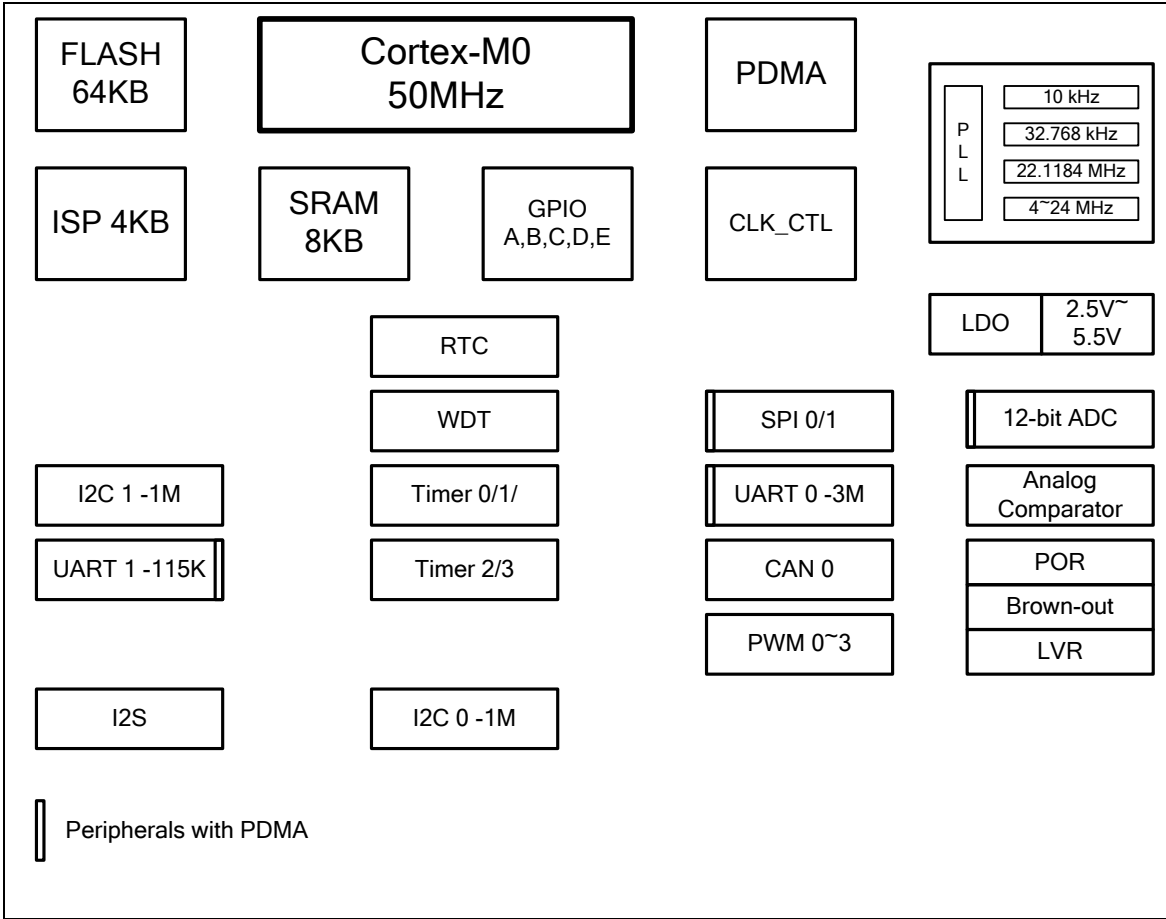 FLASH
64KB
Cortex-M0
50MHz
PDMA
P
L
L
10 kHz
32.768 kHz
22.1184 MHz
4~24 MHz
ISP 4KB
SRAM
8KB
GPIO
A,B,C,D,E
CLK_CTL
LDO
2.5V~
5.5V
RTC
WDT
SPI 0/1
12-bit ADC
I2C 1 -1M
Timer 0/1/
UART 0 -3M
Analog
Comparator
UART 1 -115K
Timer 2/3
CAN 0
POR
Brown-out
PWM 0~3
LVR
I2S
I2C 0 -1M
Peripherals with PDMA